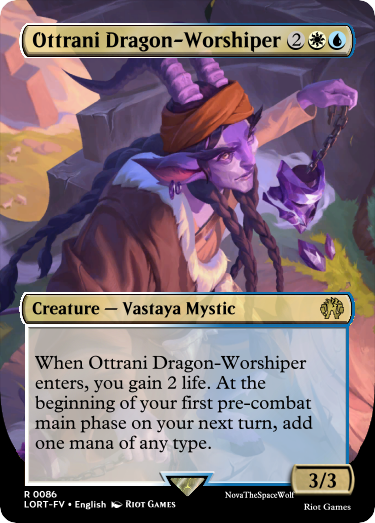 Ottrani Dragon-Worshiper 2
Creature — Vastaya Mystic
When Ottrani Dragon-Worshiper
enters, you gain 2 life. At the
beginning of your first pre-combat
main phase on your next turn, add
one mana of any type.
3/3
R 0086
LORT-FV • English Riot Games
NovaTheSpaceWolf
Riot Games